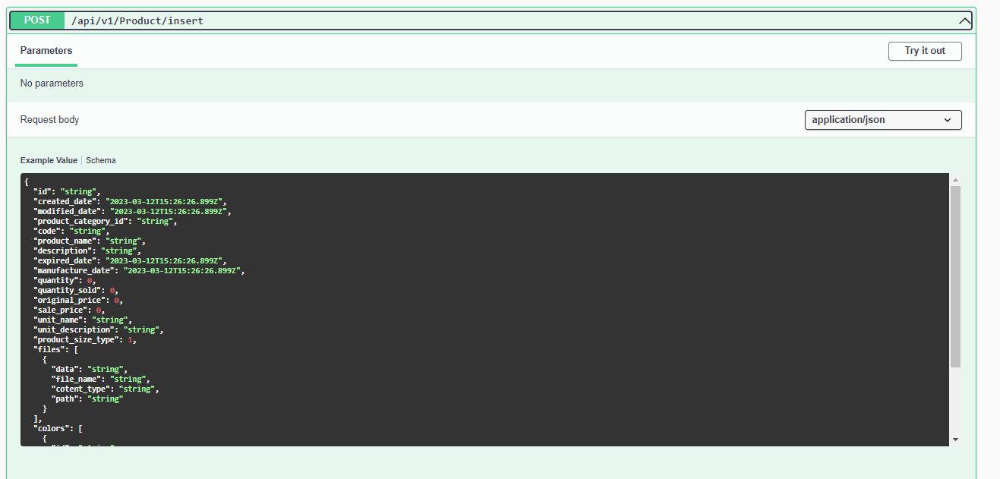 POST /api/v1/Product/insert
Parameters Try it out
No parameters
Request body application/json
Example Value Schema
{
"id": "string",
"created_date": "2023-03-12T15:26:26.899Z",
"modified_date": "2023-03-12T15:26:26.899Z",
"product_category_id": "string",
"code": "string",
"product_name": "string",
"description": "string",
"expired_date": "2023-03-12T15:26:26.899Z",
"manufacture_date": "2023-03-12T15:26:26.899Z",
"quantity": 0,
"quantity_sold": 0,
"original_price": 0,
"sale_price": 0,
"unit_name": "string",
"unit_description": "string",
"product_size_type": 1,
"files": [
{
"data": "string",
"file_name": "string",
"cotent_type": "string",
"path": "string"
}
],
"colors": [
{